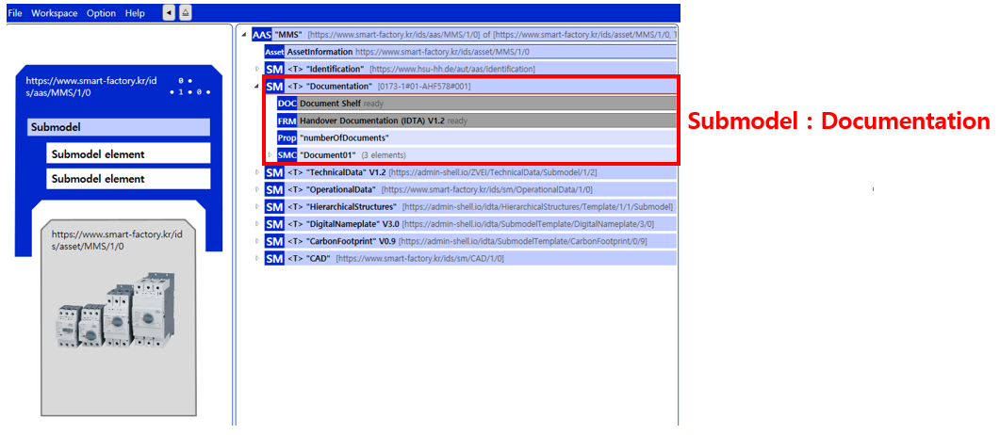 File Workspace Option Help
https://www.smart-factory.kr/id
s/aas/MMS/1/0
0
1 0
Submodel
Submodel element
Submodel element
https://www.smart-factory.kr/id
s/asset/MMS/1/0
AAS "MMS" [https://www.smart-factory.kr/ids/aas/MMS/1/0] of [https://www.smart-factory.kr/ids/asset/MMS/1/0, 
Asset AssetInformation https://www.smart-factory.kr/ids/asset/MMS/1/0
SM <T> "Identification" [https://www.hsu-hh.de/aut/aas/identification]
SM <T> "Documentation" [0173-1#01-AHF578#001]
DOC Document Shelf ready
FRM Handover Documentation (IDTA) V1.2 ready
Prop "numberOfDocuments"
SMC "Document01" (3 elements)
SM <T> "TechnicalData" V1.2 [https://admin-shell.io/ZVEI/TechnicalData/Submodel/1/2]
SM <T> "OperationalData" [https://www.smart-factory.kr/ids/sm/OperationalData/1/0]
SM <T> "HierarchicalStructures" [https://admin-shell.io/idta/HierarchicalStructures/Template/1/1/Submodel]
SM <T> "DigitalNameplate" V3.0 [https://admin-shell.io/idta/SubmodelTemplate/DigitalNameplate/3/0]
SM <T> "CarbonFootprint" V0.9 [https://admin-shell.io/idta/SubmodelTemplate/CarbonFootprint/0/9]
SM <T> "CAD" [https://www.smart-factory.kr/ids/sm/CAD/1/0]
Submodel : Documentation